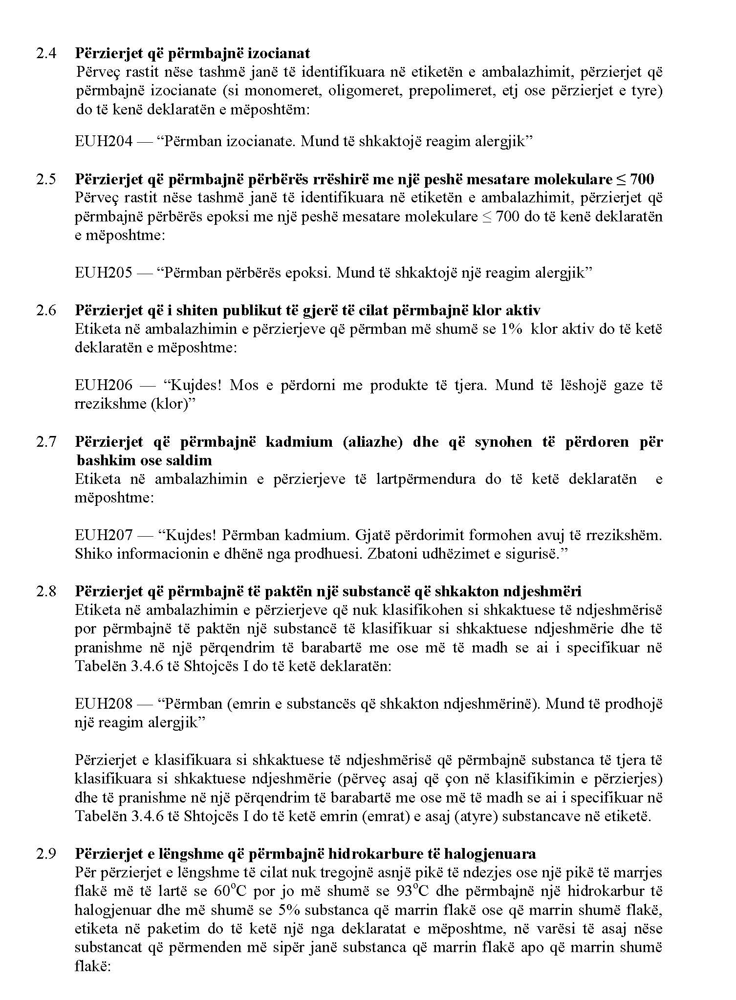 2.4 Përzierjet që përmbajnë izocianat
Përveç rastit nëse tashmë janë të identifikuara në etiketën e ambalazhimit, përzierjet që
përmbajnë izocianate (si monomeret, oligomeret, prepolimeret, etj ose përzierjet e tyre)
do të kenë deklaratën e mëposhtëm:
EUH204 — “Përmban izocianate. Mund të shkaktojë reagim alergjik”
2.5 Përzierjet që përmbajnë përbërës rrëshirë me një peshë mesatare molekulare ≤ 700
Përveç rastit nëse tashmë janë të identifikuara në etiketën e ambalazhimit, përzierjet që
përmbajnë përbërës epoksi me një peshë mesatare molekulare ≤ 700 do të kenë deklaratën
e mëposhtme:
EUH205 — “Përmban përbërës epoksi. Mund të shkaktojë një reagim alergjik”
2.6 Përzierjet që i shiten publikut të gjerë të cilat përmbajnë klor aktiv
Etiketa në ambalazhimin e përzierjeve që përmban më shumë se 1% klor aktiv do të ketë
deklaratën e mëposhtme:
EUH206 — “Kujdes! Mos e përdorni me produkte të tjera. Mund të lëshojë gaze të
rrezikshme (klor)”
2.7 Përzierjet që përmbajnë kadmium (aliazhe) dhe që synohen të përdoren për
bashkim ose saldim
Etiketa në ambalazhimin e përzierjeve të lartpërmendura do të ketë deklaratën e
mëposhtme:
EUH207 — “Kujdes! Përmban kadmium. Gjatë përdorimit formohen avuj të rrezikshëm.
Shiko informacionin e dhënë nga prodhuesi. Zbatoni udhëzimet e sigurisë.”
2.8 Përzierjet që përmbajnë të paktën një substancë që shkakton ndjeshmëri
Etiketa në ambalazhimin e përzierjeve që nuk klasifikohen si shkaktuese të ndjeshmërisë
por përmbajnë të paktën një substancë të klasifikuar si shkaktuese ndjeshmërie dhe të
pranishme në një përqendrim të barabartë me ose më të madh se ai i specifikuar në
Tabelën 3.4.6 të Shtojcës I do të ketë deklaratën:
EUH208 — “Përmban (emrin e substancës që shkakton ndjeshmërinë). Mund të prodhojë
një reagim alergjik”
Përzierjet e klasifikuara si shkaktuese të ndjeshmërisë që përmbajnë substanca të tjera të
klasifikuara si shkaktuese ndjeshmërie (përveç asaj që çon në klasifikimin e përzierjes)
dhe të pranishme në një përqendrim të barabartë me ose më të madh se ai i specifikuar në
Tabelën 3.4.6 të Shtojcës I do të ketë emrin (emrat) e asaj (atyre) substancave në etiketë.
2.9 Përzierjet e lëngshme që përmbajnë hidrokarbure të halogjenuara
Për përzierjet e lëngshme të cilat nuk tregojnë asnjë pikë të ndezjes ose një pikë të marrjes
flakë më të lartë se 60°C por jo më shumë se 93°C dhe përmbajnë një hidrokarbur të
halogjenuar dhe më shumë se 5% substanca që marrin flakë ose që marrin shumë flakë,
etiketa në paketim do të ketë një nga deklaratat e mëposhtme, në varësi të asaj nëse
substancat që përmenden më sipër janë substanca që marrin flakë apo që marrin shumë
flakë: